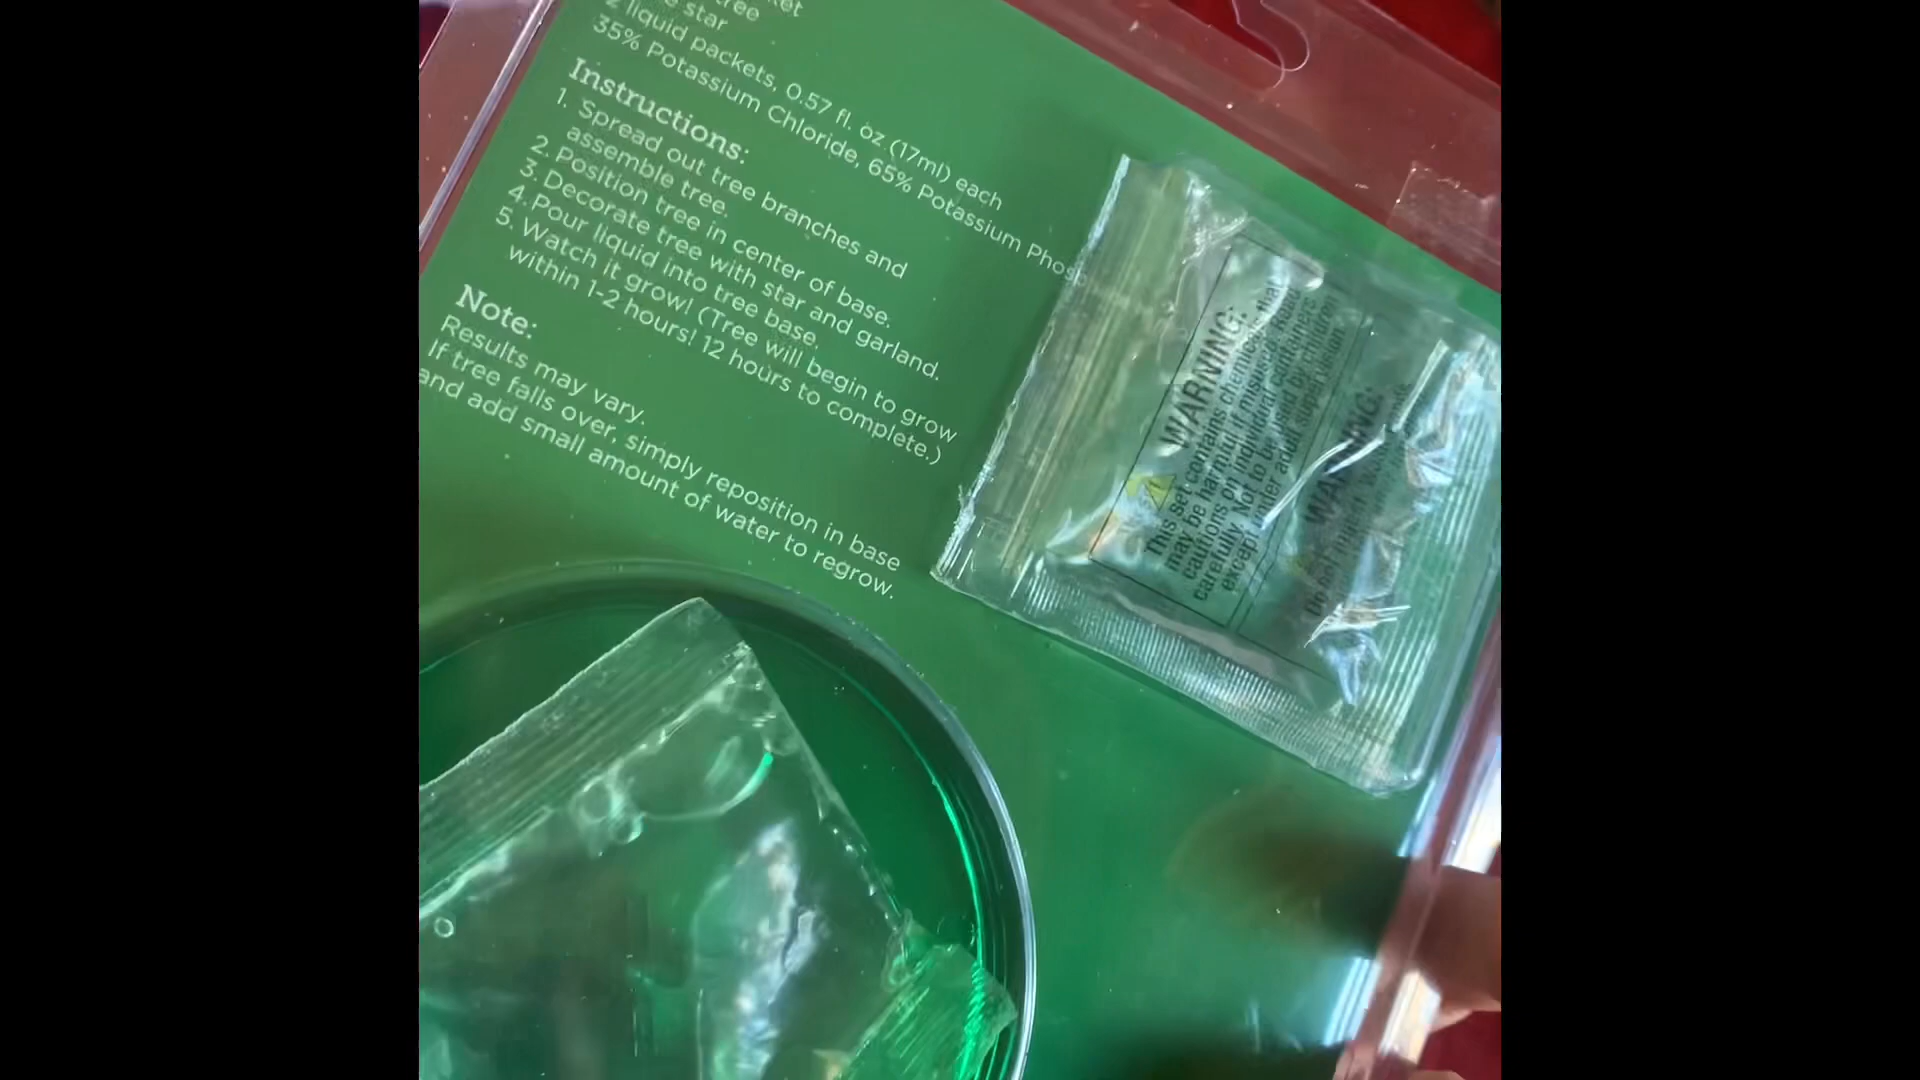 tree
star
2 liquid packets, 0.57 fl. oz (17ml) each
35% Potassium Chloride, 65% Potassium
Instructions:
1. Spread out tree branches and
assemble tree.
2. Position tree in center of base.
3. Decorate tree with star and garland.
4. Pour liquid into tree base.
5. Watch it grow! (Tree will begin to grow
within 1-2 hours! 12 hours to complete.)
Note:
Results may vary.
If tree falls over, simply reposition in base
and add small amount of water to regrow.
WARNING:
This set contains chemicals that
may be harmful if misused. Read
cautions on individual containers
carefully. Not to be used by children
except under adult supervision.
WARNING: